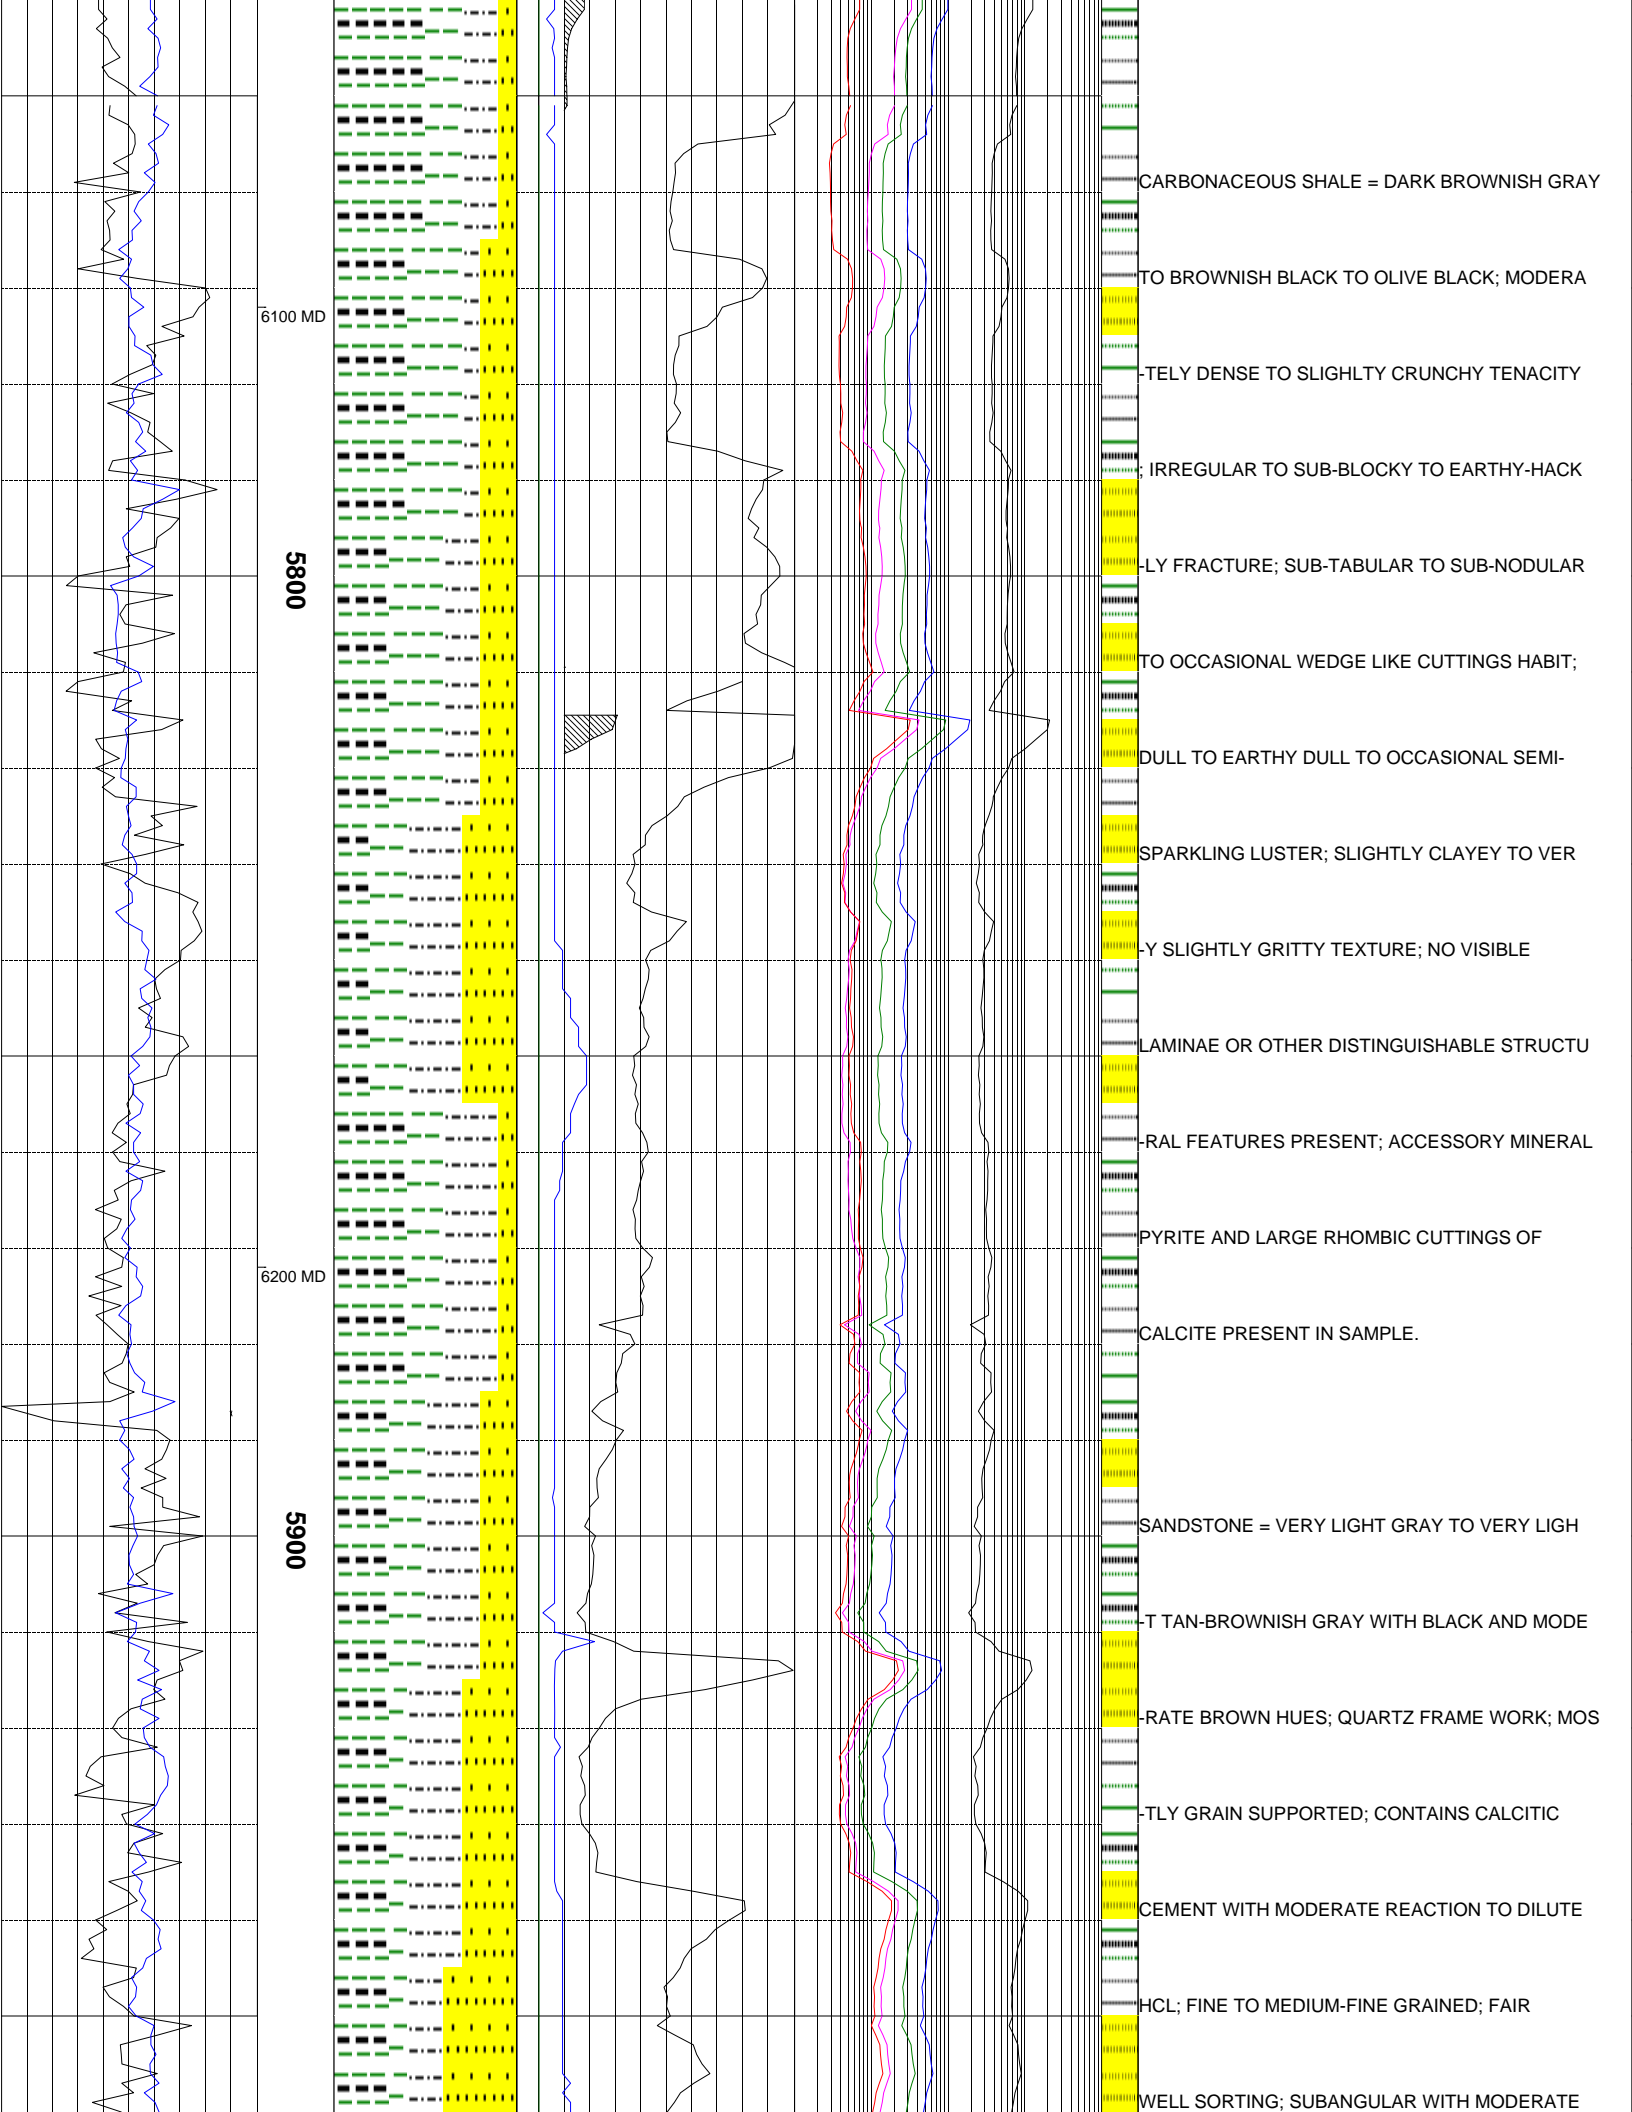 CARBONACEOUS SHALE = DARK BROWNISH GRAY
TO BROWNISH BLACK TO OLIVE BLACK; MODERA
6100 MD
-TELY DENSE TO SLIGHLTY CRUNCHY TENACITY
; IRREGULAR TO SUB-BLOCKY TO EARTHY-HACK
5800
-LY FRACTURE; SUB-TABULAR TO SUB-NODULAR
TO OCCASIONAL WEDGE LIKE CUTTINGS HABIT;
DULL TO EARTHY DULL TO OCCASIONAL SEMI-
SPARKLING LUSTER; SLIGHTLY CLAYEY TO VER
-Y SLIGHTLY GRITTY TEXTURE; NO VISIBLE
LAMINAE OR OTHER DISTINGUISHABLE STRUCTU
-RAL FEATURES PRESENT; ACCESSORY MINERAL
PYRITE AND LARGE RHOMBIC CUTTINGS OF
6200 MD
CALCITE PRESENT IN SAMPLE.
5900
SANDSTONE = VERY LIGHT GRAY TO VERY LIGH
-T TAN-BROWNISH GRAY WITH BLACK AND MODE
-RATE BROWN HUES; QUARTZ FRAME WORK; MOS
-TLY GRAIN SUPPORTED; CONTAINS CALCITIC
CEMENT WITH MODERATE REACTION TO DILUTE
HCL; FINE TO MEDIUM-FINE GRAINED; FAIR
WELL SORTING; SUBANGULAR WITH MODERATE